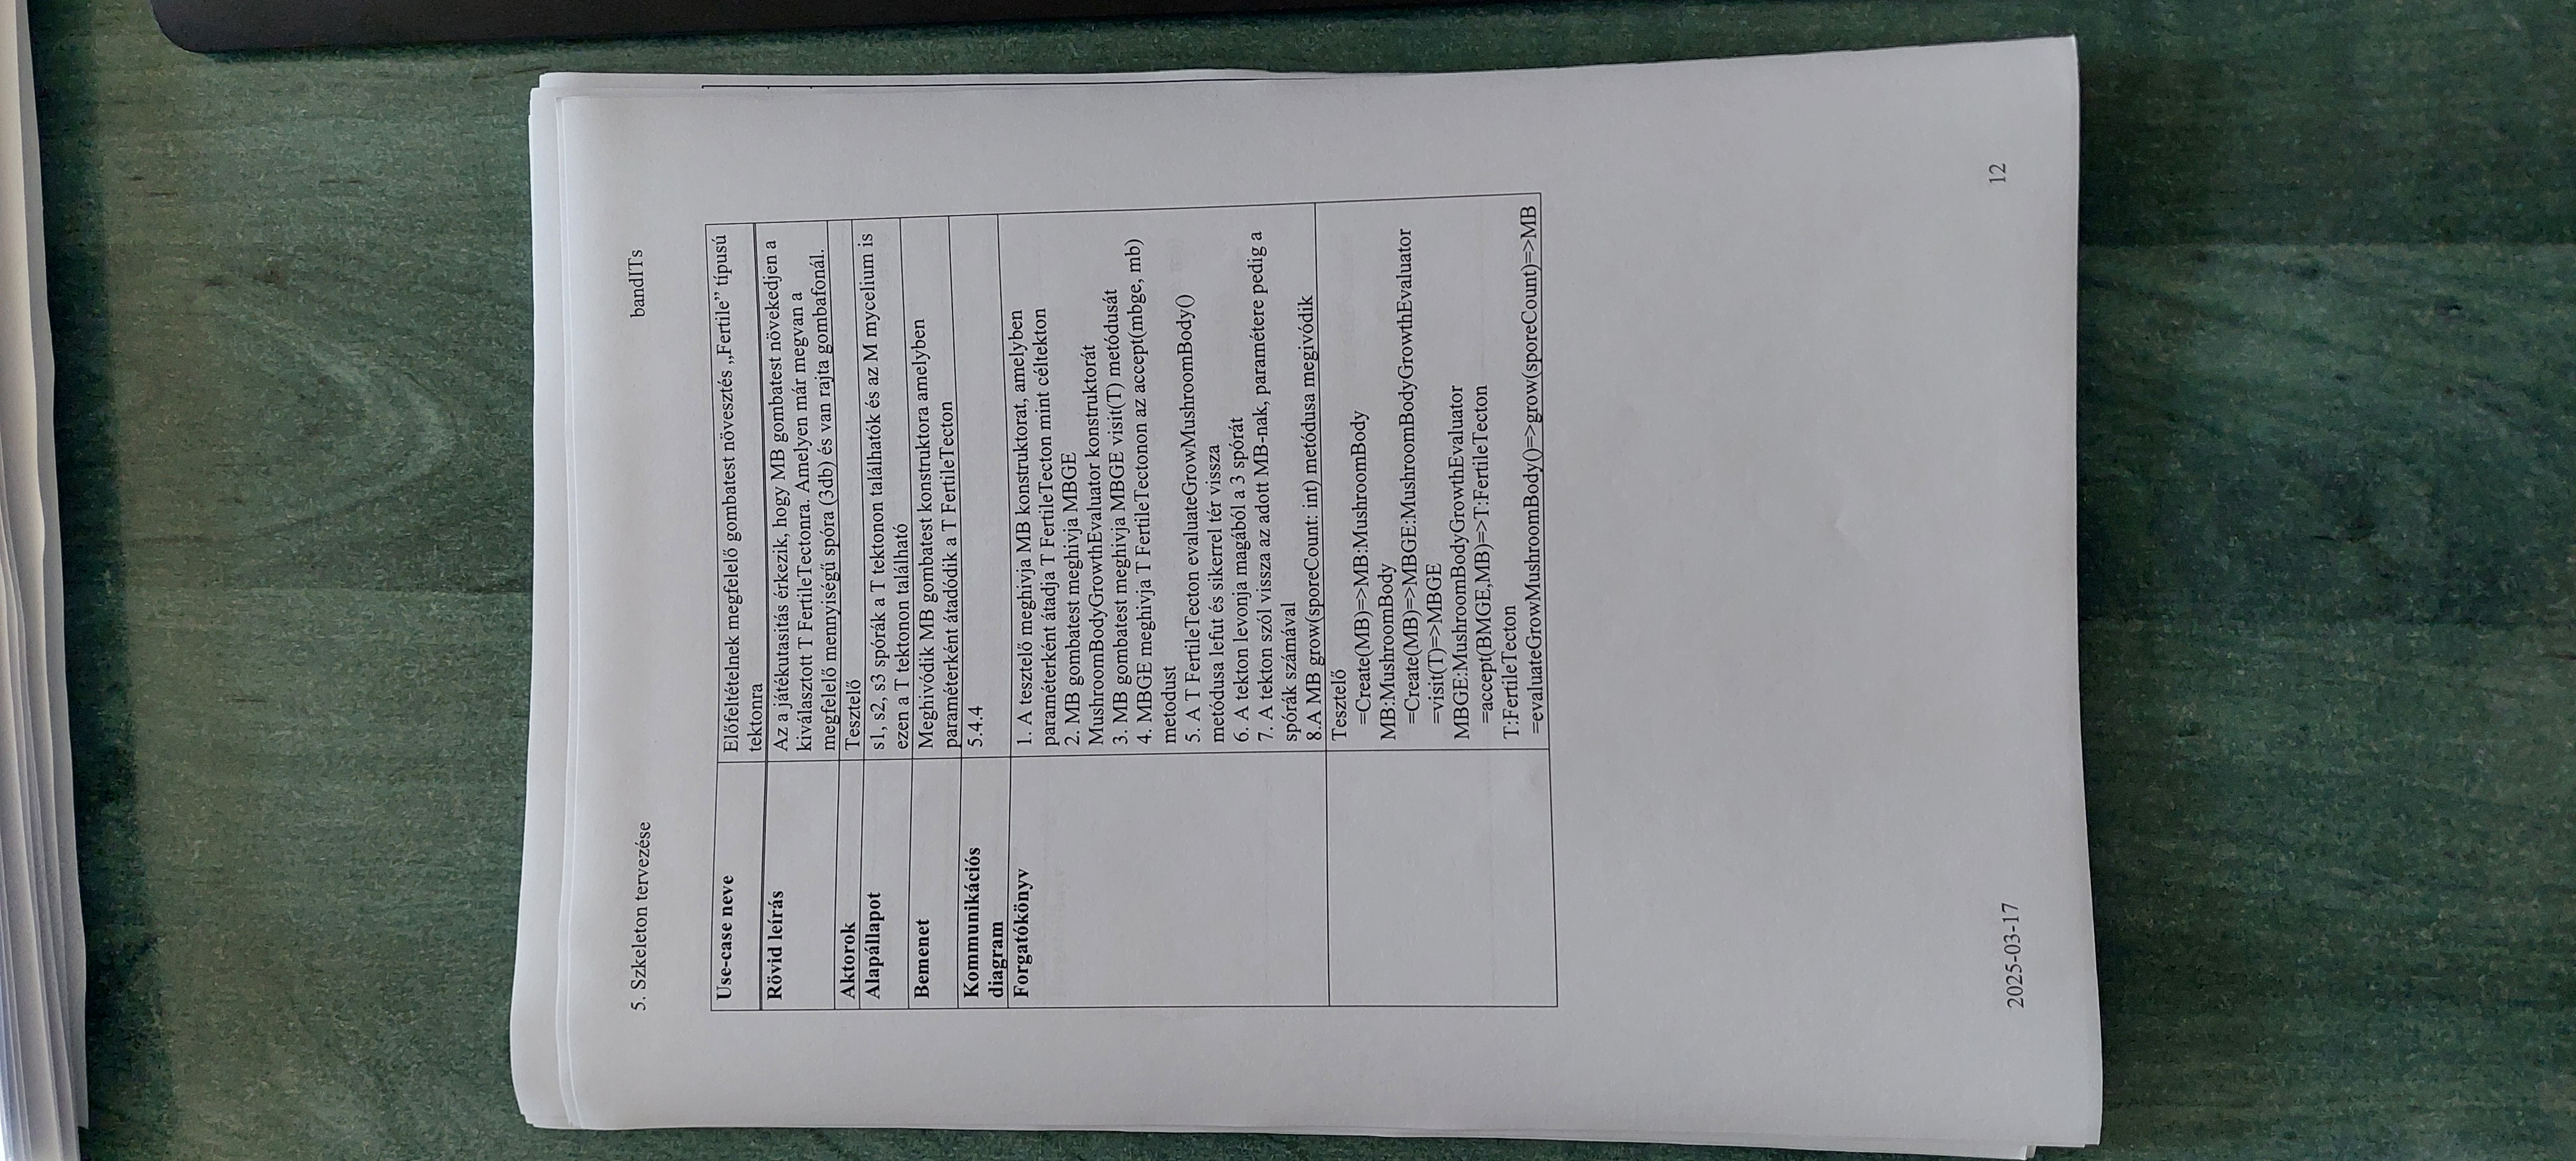 5. Szkeleton tervezése
bandITs
Use-case neve
Előfeltételnek megfelelő gombatest növesztés „Fertile” típusú
tektonra
Rövid leírás
Az a játékutasitás érkezik, hogy MB gombatest növekedjen a
kiválasztott T FertileTectonra. Amelyen már megvan a
megfelelő mennyiségű spóra (3db) és van rajta gombafonál.
Aktorok
Tesztelő
Alapállapot
s1, s2, s3 spórák a T tektonon találhatók és az M mycelium is
ezen a T tektonon található
Bemenet
Meghivódik MB gombatest konstruktora amelyben
paraméterként átadódik a T FertileTecton
Kommunikációs
diagram
5.4.4
Forgatókönyv
1. A tesztelő meghivja MB konstruktorat, amelyben
paraméterként átadja T FertileTecton mint céltekton
2. MB gombatest meghivja MBGE
MushroomBodyGrowthEvaluator konstruktorát
3. MB gombatest meghivja MBGE visit(T) metódusát
4. MBGE meghivja T FertileTectonon az accept(mbge, mb)
metodust
5. A T FertileTecton evaluateGrowMushroomBody()
metódusa lefut és sikerrel tér vissza
6. A tekton levonja magából a 3 spórát
7. A tekton szól vissza az adott MB-nak, paramétere pedig a
spórák számával
8.A MB grow(sporeCount: int) metódusa megivódik
Tesztelő
=Create(MB)=>MB:MushroomBody
MB:MushroomBody
=Create(MB)=>MBGE:MushroomBodyGrowthEvaluator
=visit(T)=>MBGE
MBGE:MushroomBodyGrowthEvaluator
=accept(BMGE,MB)=>T:FertileTecton
T:FertileTecton
=evaluateGrowMushroomBody()=>grow(sporeCount)=>MB
2025-03-17
12